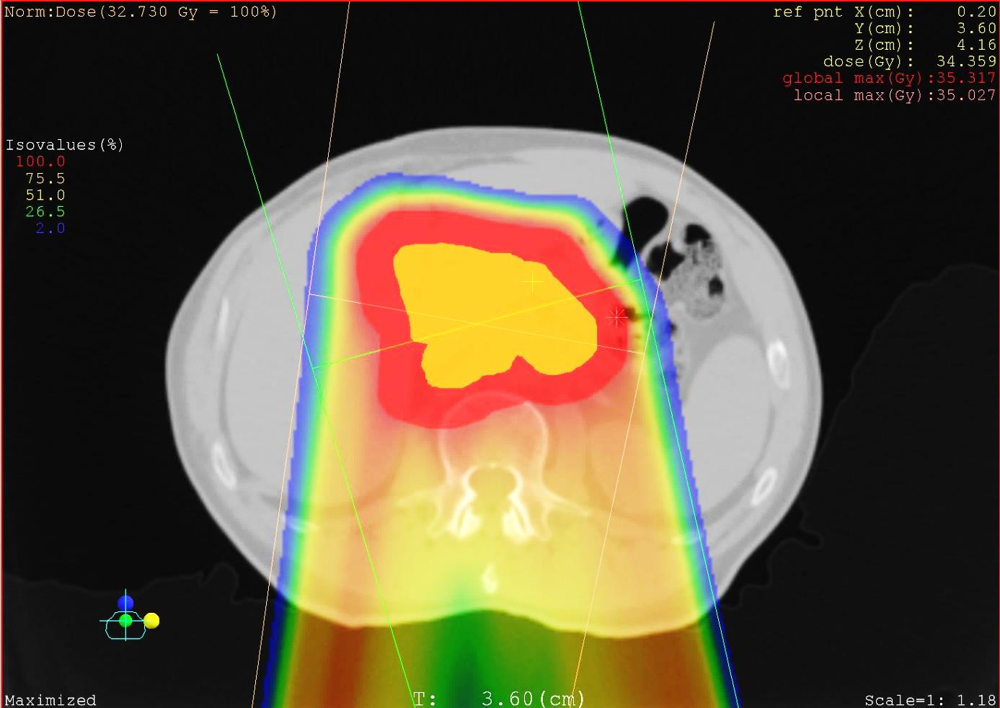 Norm:Dose(32.730 Gy = 100%)
ref pnt X(cm): 0.20
Y(cm): 3.60
Z(cm): 4.16
dose(Gy): 34.359
global max(Gy):35.317
local max(Gy):35.027
Isovalues(%)
100.0
75.5
51.0
26.5
2.0
T: 3.60(cm)
Maximized
Scale=1: 1.18